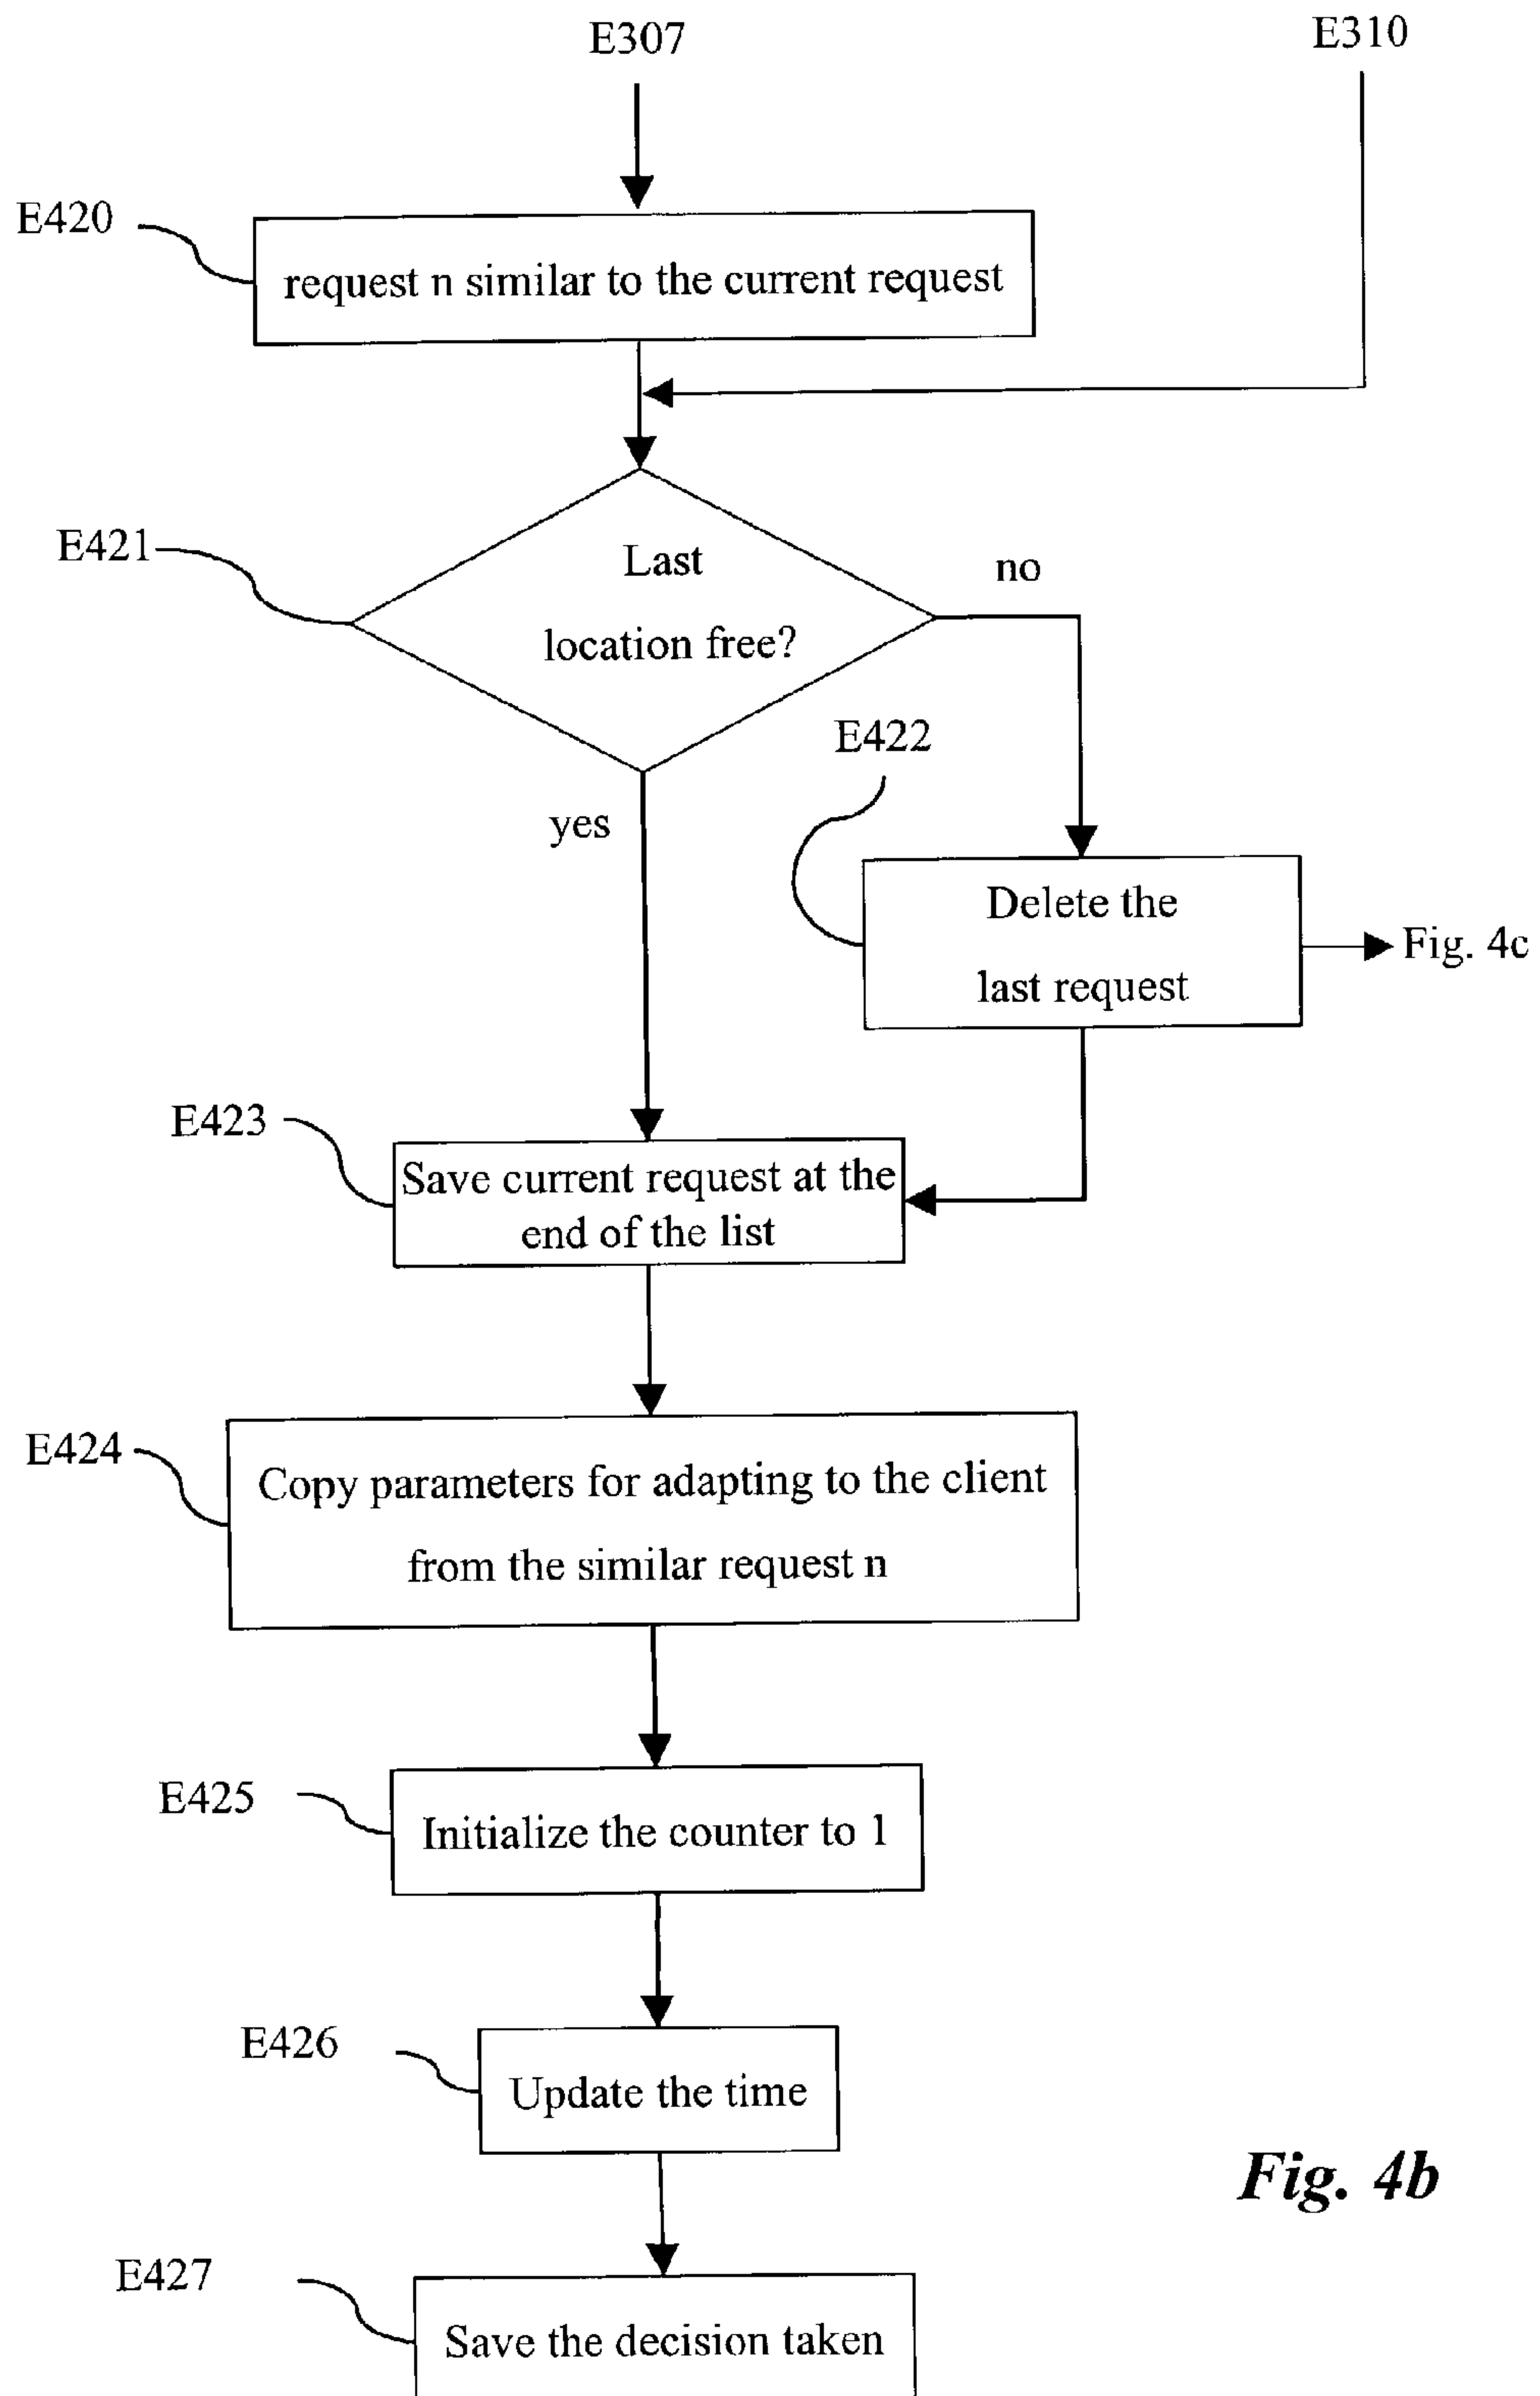 E307
E310
E420
request n similar to the current request
E421
Last
location free?
no
yes
E422
Delete the
last request
Fig. 4c
E423
Save current request at the
end of the list
E424
Copy parameters for adapting to the client
from the similar request n
E425
Initialize the counter to 1
E426
Update the time
E427
Save the decision taken
Fig. 4b